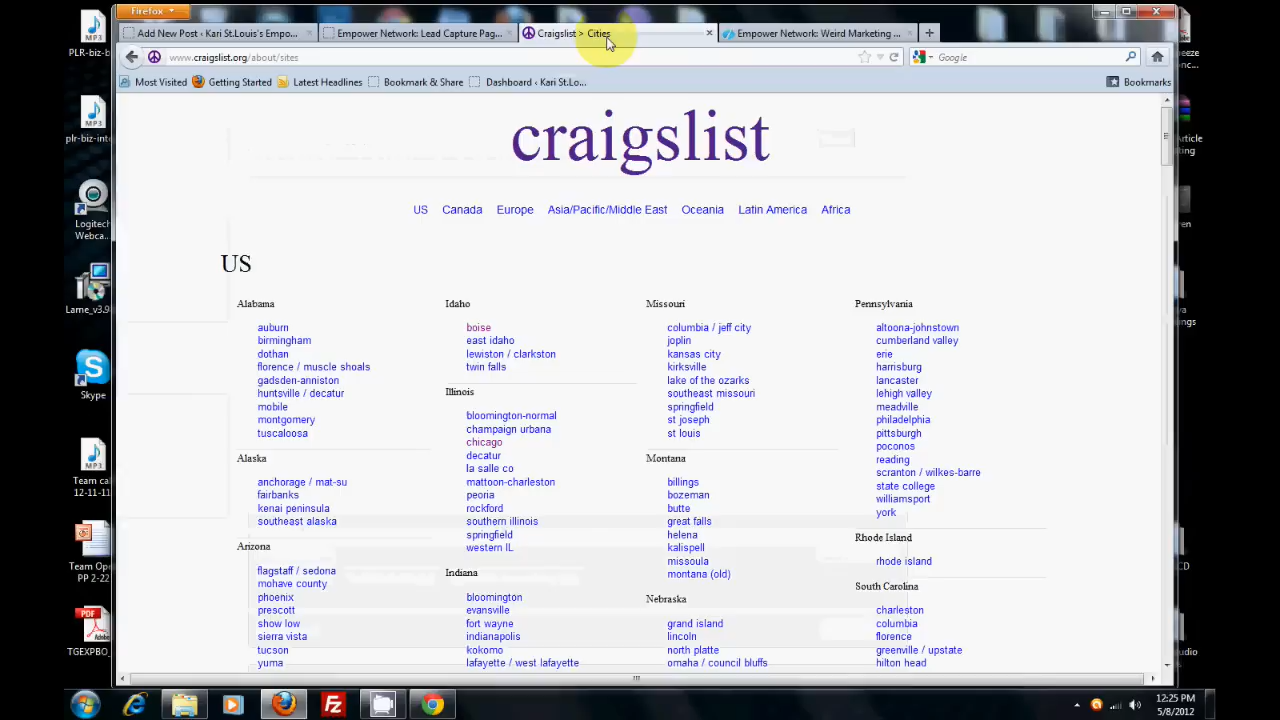 Firefox
Add New Post ‹ Kari St.Louis's Empo...
Empower Network: Lead Capture Pag...
Craigslist > Cities
Empower Network: Weird Marketing ...
www.craigslist.org/about/sites
Google
Most Visited
Getting Started
Latest Headlines
Bookmark & Share
Dashboard ‹ Kari St.Lo...
Bookmarks
craigslist
US Canada Europe Asia/Pacific/Middle East Oceania Latin America Africa
US
Alabama
auburn
birmingham
dothan
florence / muscle shoals
gadsden-anniston
huntsville / decatur
mobile
montgomery
tuscaloosa
Alaska
anchorage / mat-su
fairbanks
kenai peninsula
southeast alaska
Arizona
flagstaff / sedona
mohave county
phoenix
prescott
show low
sierra vista
tucson
yuma
Idaho
boise
east idaho
lewiston / clarkston
twin falls
Illinois
bloomington-normal
champaign urbana
chicago
decatur
la salle co
mattoon-charleston
peoria
rockford
southern illinois
springfield
western IL
Indiana
bloomington
evansville
fort wayne
indianapolis
kokomo
lafayette / west lafayette
Missouri
columbia / jeff city
joplin
kansas city
kirksville
lake of the ozarks
southeast missouri
springfield
st joseph
st louis
Montana
billings
bozeman
butte
great falls
helena
kalispell
missoula
montana (old)
Nebraska
grand island
lincoln
north platte
omaha / council bluffs
Pennsylvania
altoona-johnstown
cumberland valley
erie
harrisburg
lancaster
lehigh valley
meadville
philadelphia
pittsburgh
poconos
reading
scranton / wilkes-barre
state college
williamsport
york
Rhode Island
rhode island
South Carolina
charleston
columbia
florence
greenville / upstate
hilton head
MP3
PLR-biz-b
MP3
plr-biz-int
Logitech
Webca..
Lame_v3.9
Skype
MP3
Team ca
12-11-11
Team Op
PP 2-22
PDF
Adobe
TGEXPBO_
12:25 PM
5/8/2012